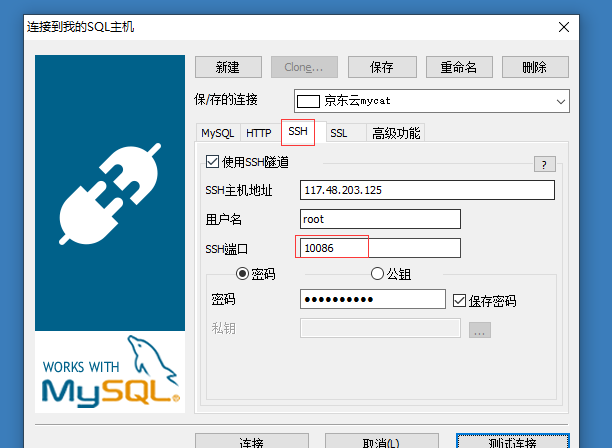 连接到我的SQL主机
新建 Clone... 保存 重命名 删除
保/存的连接 京东云mycat
MySQL HTTP SSH SSL 高级功能
使用SSH隧道 ?
SSH主机地址 117.48.203.125
用户名 root
SSH端口 10086
密码 公钥
密码 ●●●●●●●●●● 保存密码
私钥 ...
WORKS WITH
MySQL®
连接 取消(L) 测试连接